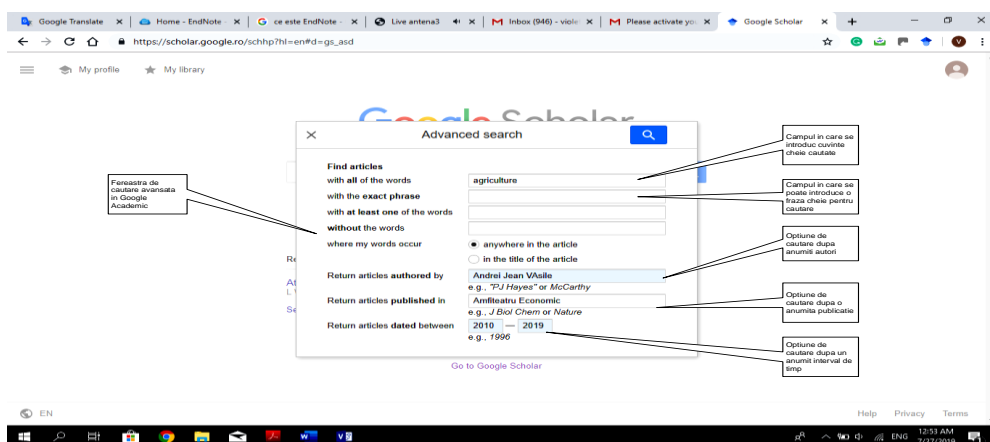 Google Translate
Home - EndNote -
ce este EndNote -
Live antena3
Inbox (946) - viole
Please activate yo
Google Scholar
https://scholar.google.ro/schhp?hl=en#d=gs_asd
My profile
My library
Google Scholar
Advanced search
Find articles
with all of the words
agriculture
with the exact phrase
with at least one of the words
without the words
where my words occur
anywhere in the article
in the title of the article
Return articles authored by
Andrei Jean VAsile
e.g., "PJ Hayes" or McCarthy
Return articles published in
Amfiteatru Economic
e.g., J Biol Chem or Nature
Return articles dated between
2010 — 2019
e.g., 1996
Fereastra de
cautare avansata
in Google
Academic
Campul in care se
introduc cuvinte
cheie cautate
Campul in care se
poate introduce o
fraza cheie pentru
cautare
Optiune de
cautare dupa
anumiti autori
Optiune de
cautare dupa o
anumita publicatie
Optiune de
cautare dupa un
anumit interval de
timp
Go to Google Scholar
EN
Help Privacy Terms
ENG
12:53 AM
7/27/2019